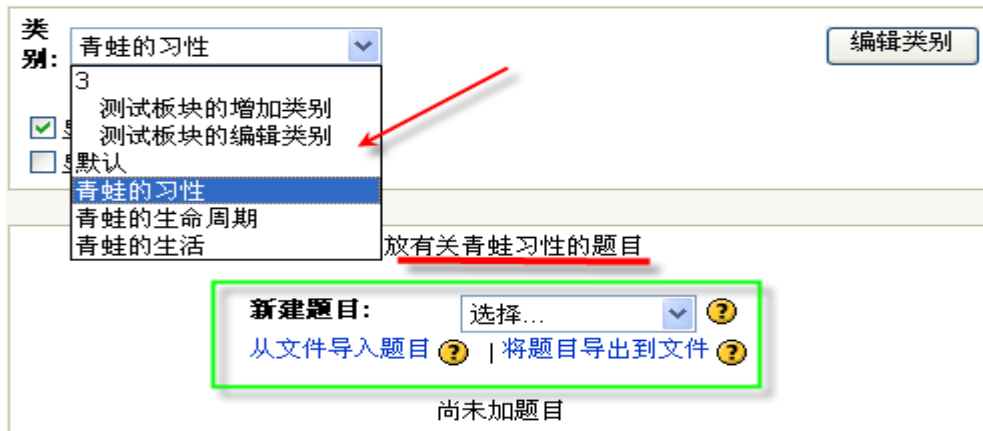 类别: 青蛙的习性 编辑类别
3
测试板块的增加类别
测试板块的编辑类别
默认
青蛙的习性
青蛙的生命周期
青蛙的生活
放有关青蛙习性的题目
新建题目: 选择...
从文件导入题目 | 将题目导出到文件
尚未加题目